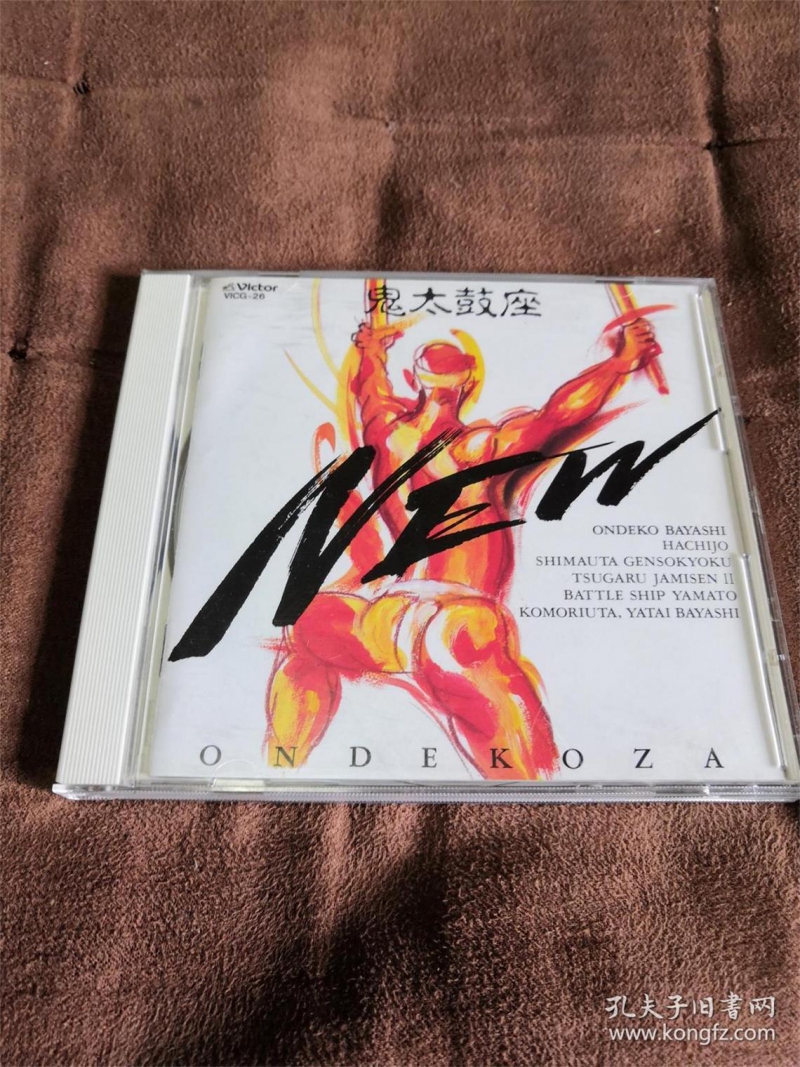 Victor
VICG-26
鬼太鼓座
NEW
ONDEKO BAYASHI
HACHIJO
SHIMAUTA GENSOKYOKU
TSUGARU JAMISEN II
BATTLE SHIP YAMATO
KOMORIUTA, YATAI BAYASHI
ONDEKOZA
孔夫子旧書网
www.kongfz.com